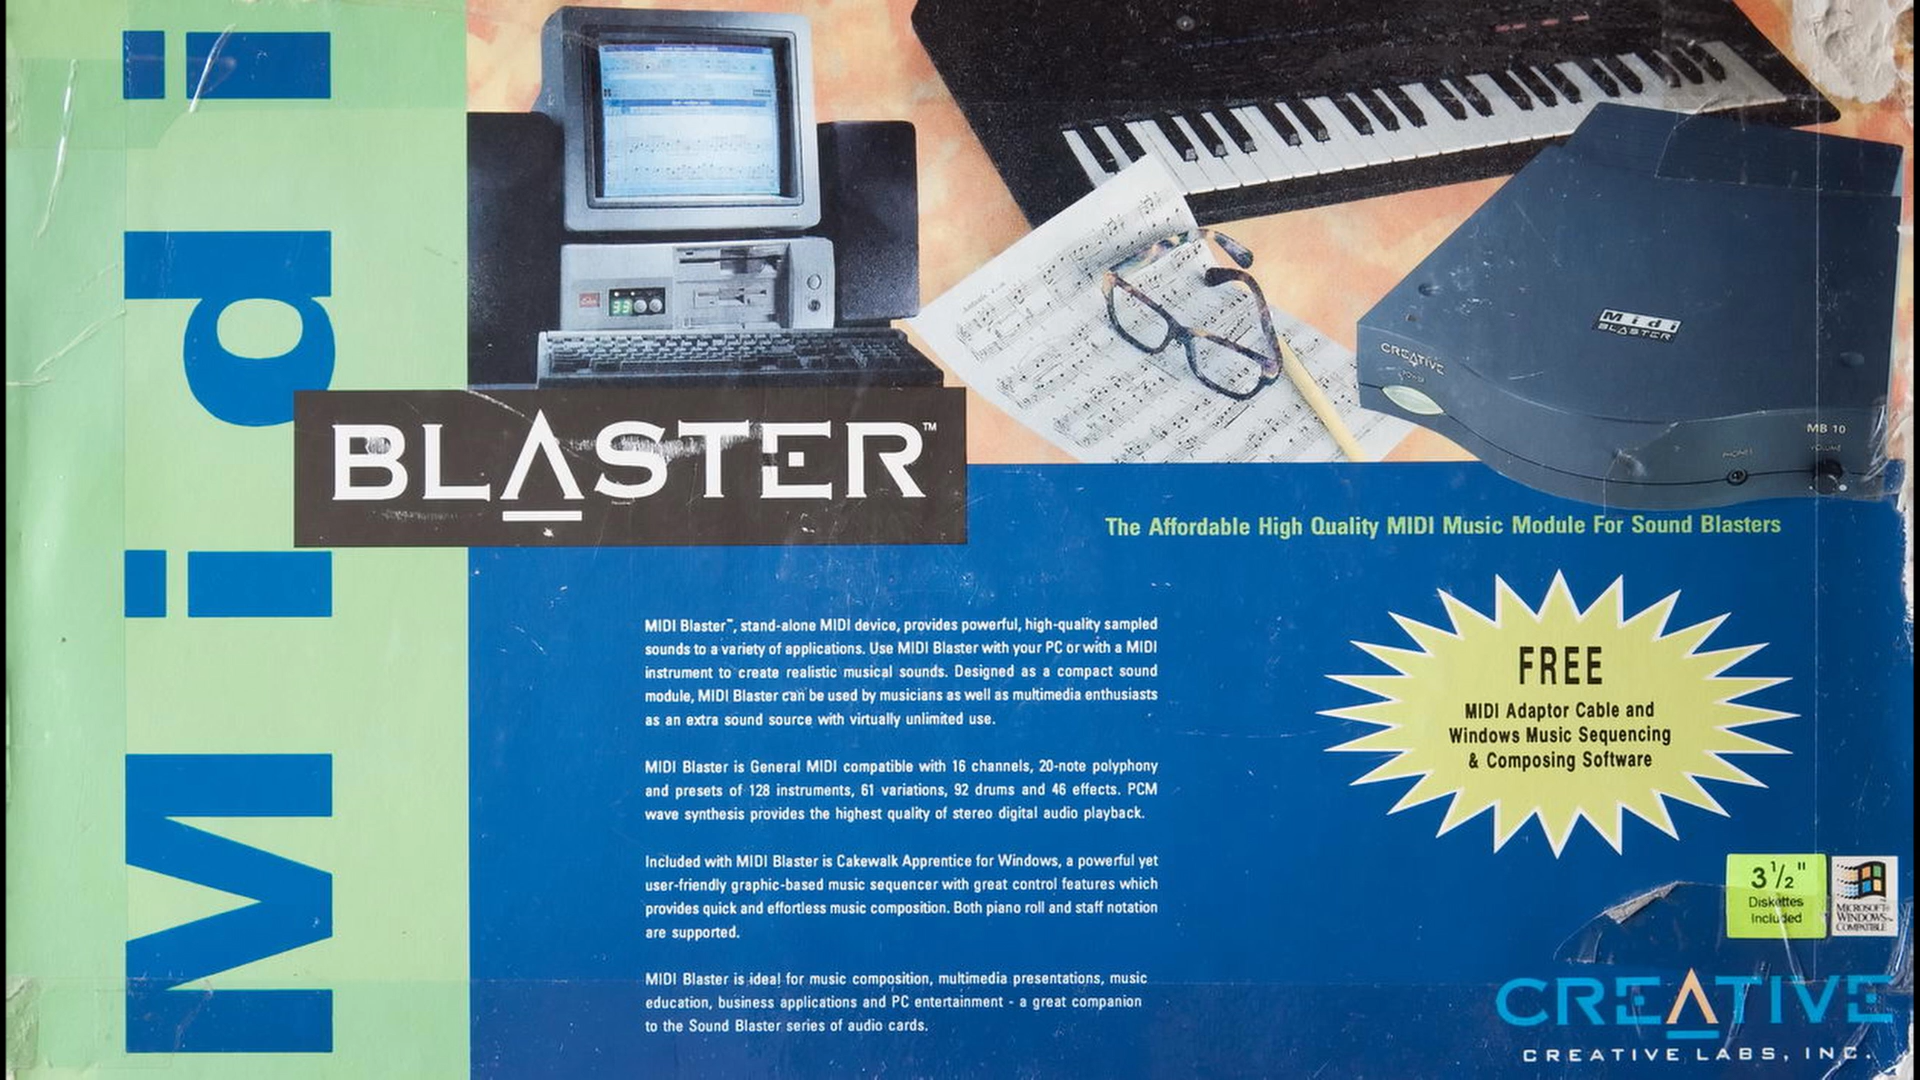 Midi
BLASTER™
Midi
BLASTER
CREATIVE
POWER
MB 10
PHONES
VOLUME
33
The Affordable High Quality MIDI Music Module For Sound Blasters
MIDI Blaster™, stand-alone MIDI device, provides powerful, high-quality sampled
sounds to a variety of applications. Use MIDI Blaster with your PC or with a MIDI
instrument to create realistic musical sounds. Designed as a compact sound
module, MIDI Blaster can be used by musicians as well as multimedia enthusiasts
as an extra sound source with virtually unlimited use.
MIDI Blaster is General MIDI compatible with 16 channels, 20-note polyphony
and presets of 128 instruments, 61 variations, 92 drums and 46 effects. PCM
wave synthesis provides the highest quality of stereo digital audio playback.
Included with MIDI Blaster is Cakewalk Apprentice for Windows, a powerful yet
user-friendly graphic-based music sequencer with great control features which
provides quick and effortless music composition. Both piano roll and staff notation
are supported.
MIDI Blaster is ideal for music composition, multimedia presentations, music
education, business applications and PC entertainment - a great companion
to the Sound Blaster series of audio cards.
FREE
MIDI Adaptor Cable and
Windows Music Sequencing
& Composing Software
3 1/2"
Diskettes
Included
MICROSOFT®
WINDOWS™
COMPATIBLE
CREATIVE
CREATIVE LABS, INC.